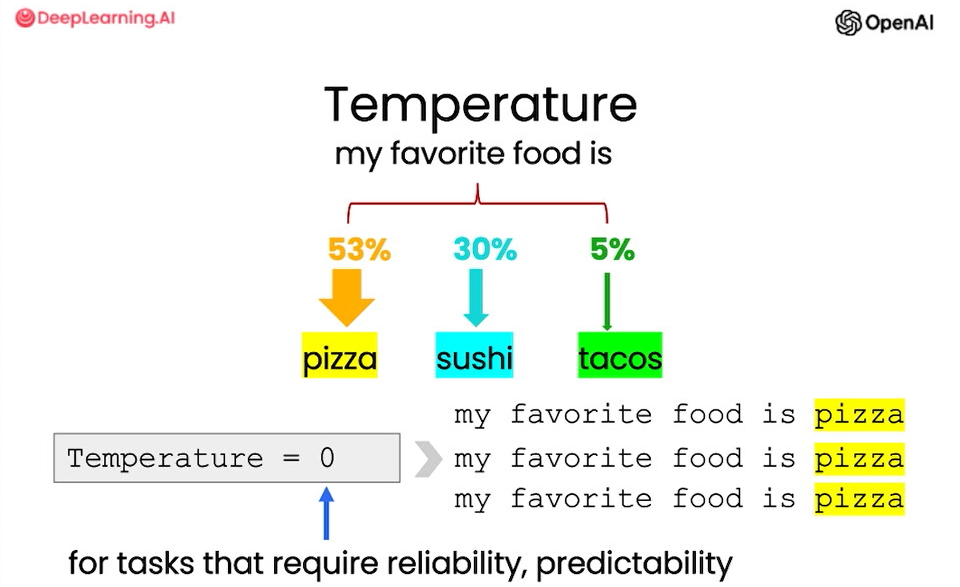 DeepLearning.AI
OpenAI
Temperature
my favorite food is
53% 30% 5%
pizza sushi tacos
my favorite food is pizza
Temperature = 0
my favorite food is pizza
my favorite food is pizza
for tasks that require reliability, predictability